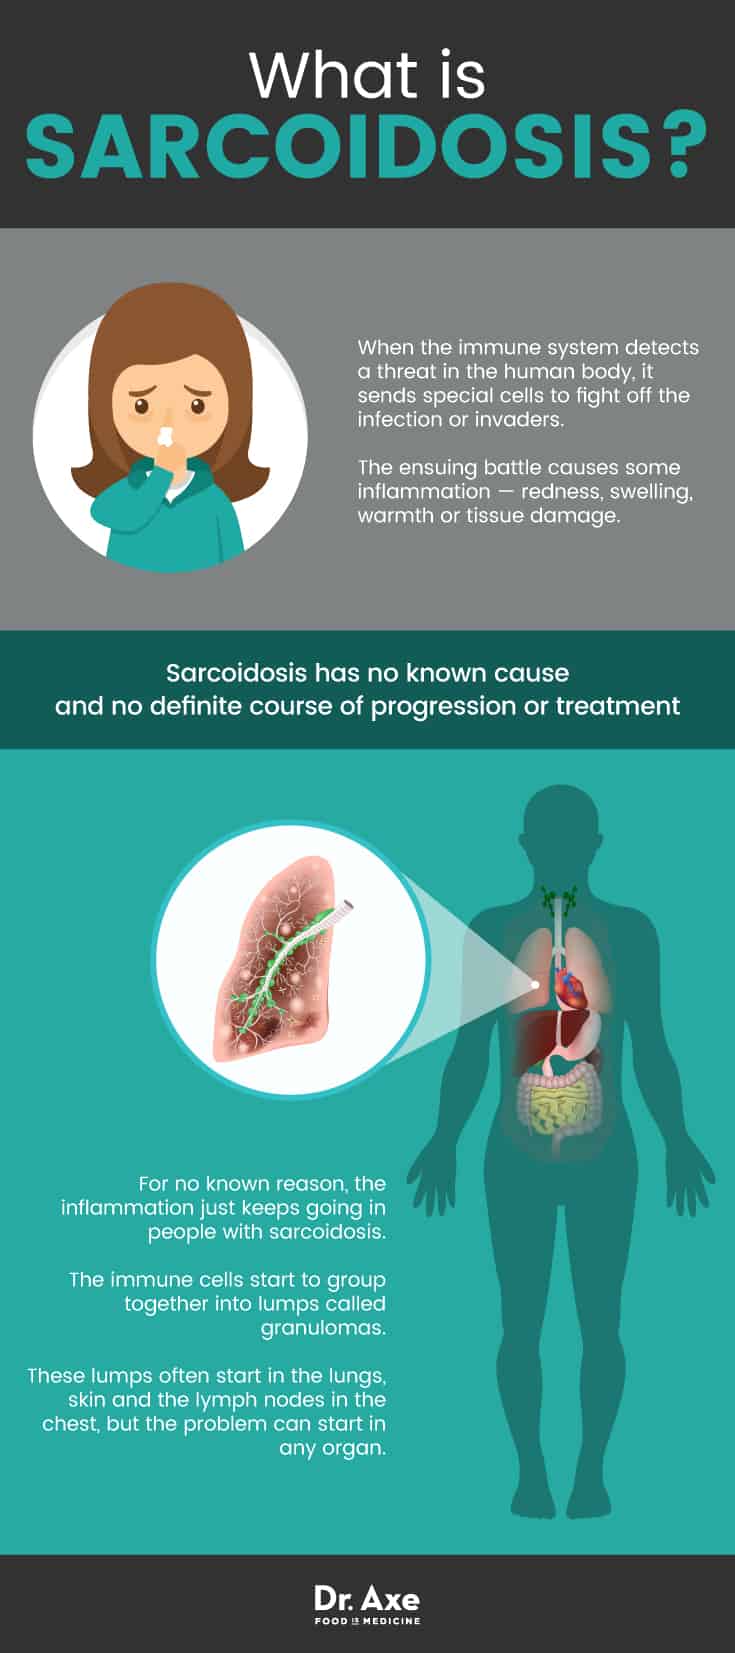 What is
SARCOIDOSIS?
When the immune system detects
a threat in the human body, it
sends special cells to fight off the
infection or invaders.
The ensuing battle causes some
inflammation — redness, swelling,
warmth or tissue damage.
Sarcoidosis has no known cause
and no definite course of progression or treatment
For no known reason, the
inflammation just keeps going in
people with sarcoidosis.
The immune cells start to group
together into lumps called
granulomas.
These lumps often start in the lungs,
skin and the lymph nodes in the
chest, but the problem can start in
any organ.
Dr. Axe
FOOD IS MEDICINE